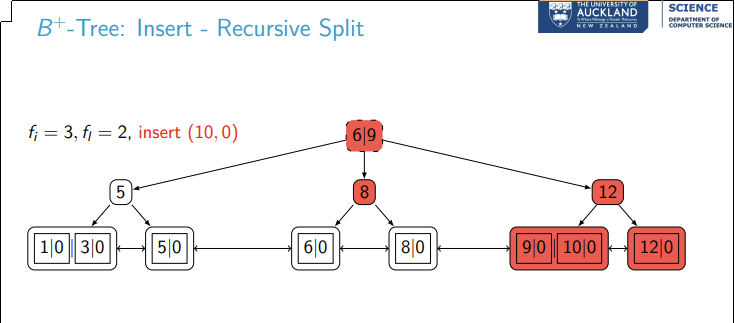 B+-Tree: Insert - Recursive Split
THE UNIVERSITY OF
AUCKLAND
Te Whare Wānanga o Tāmaki Makaurau
NEW ZEALAND
SCIENCE
DEPARTMENT OF
COMPUTER SCIENCE
fi = 3, fl = 2, insert (10, 0)
6|9
5
8
12
1|0 | 3|0
5|0
6|0
8|0
9|0 | 10|0
12|0